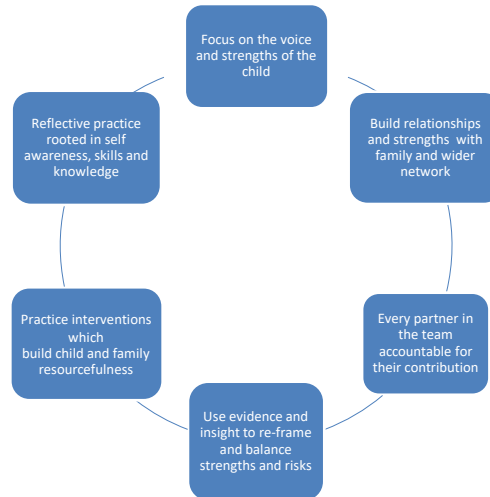 Focus on the voice
and strengths of the
child
Build relationships
and strengths with
family and wider
network
Every partner in
the team
accountable for
their contribution
Use evidence and
insight to re-frame
and balance
strengths and risks
Practice interventions
which
build child and family
resourcefulness
Reflective practice
rooted in self
awareness, skills and
knowledge